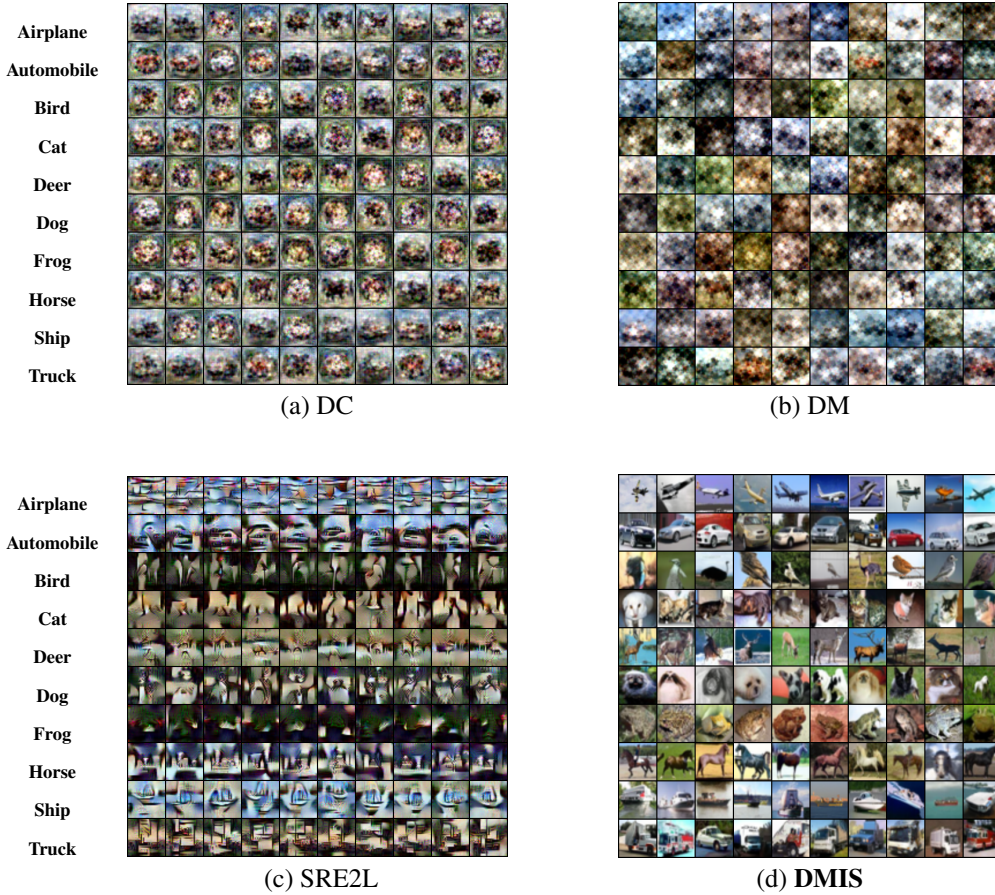 Airplane
Automobile
Bird
Cat
Deer
Dog
Frog
Horse
Ship
Truck
(a) DC
(b) DM
Airplane
Automobile
Bird
Cat
Deer
Dog
Frog
Horse
Ship
Truck
(c) SRE2L
(d) DMIS